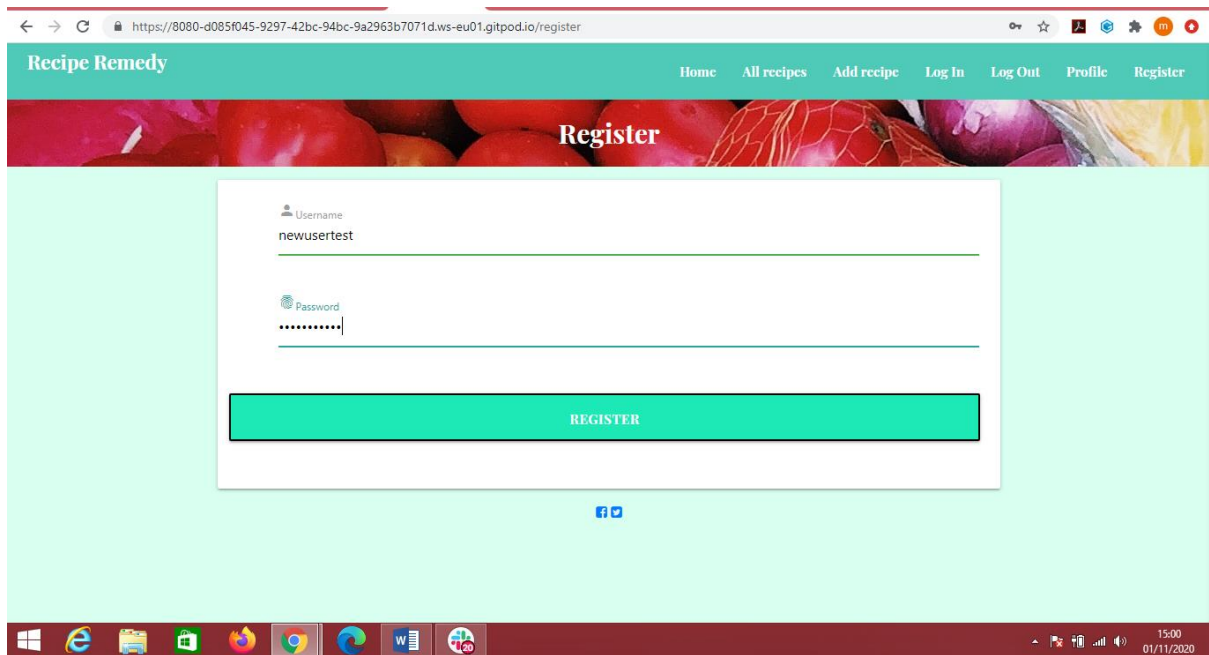 https://8080-d085f045-9297-42bc-94bc-9a2963b7071d.ws-eu01.gitpod.io/register
m
Recipe Remedy
Home All recipes Add recipe Log In Log Out Profile Register
Register
Username
newusertest
Password
•••••••••••
REGISTER
W
20
15:00
01/11/2020